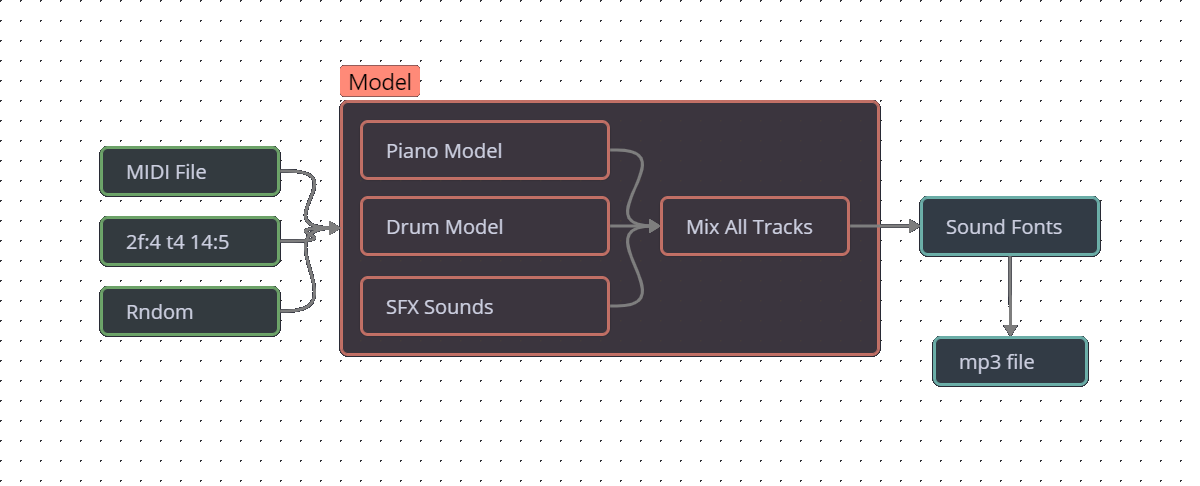 Model
MIDI File
2f:4 t4 14:5
Rndom
Piano Model
Drum Model
SFX Sounds
Mix All Tracks
Sound Fonts
mp3 file